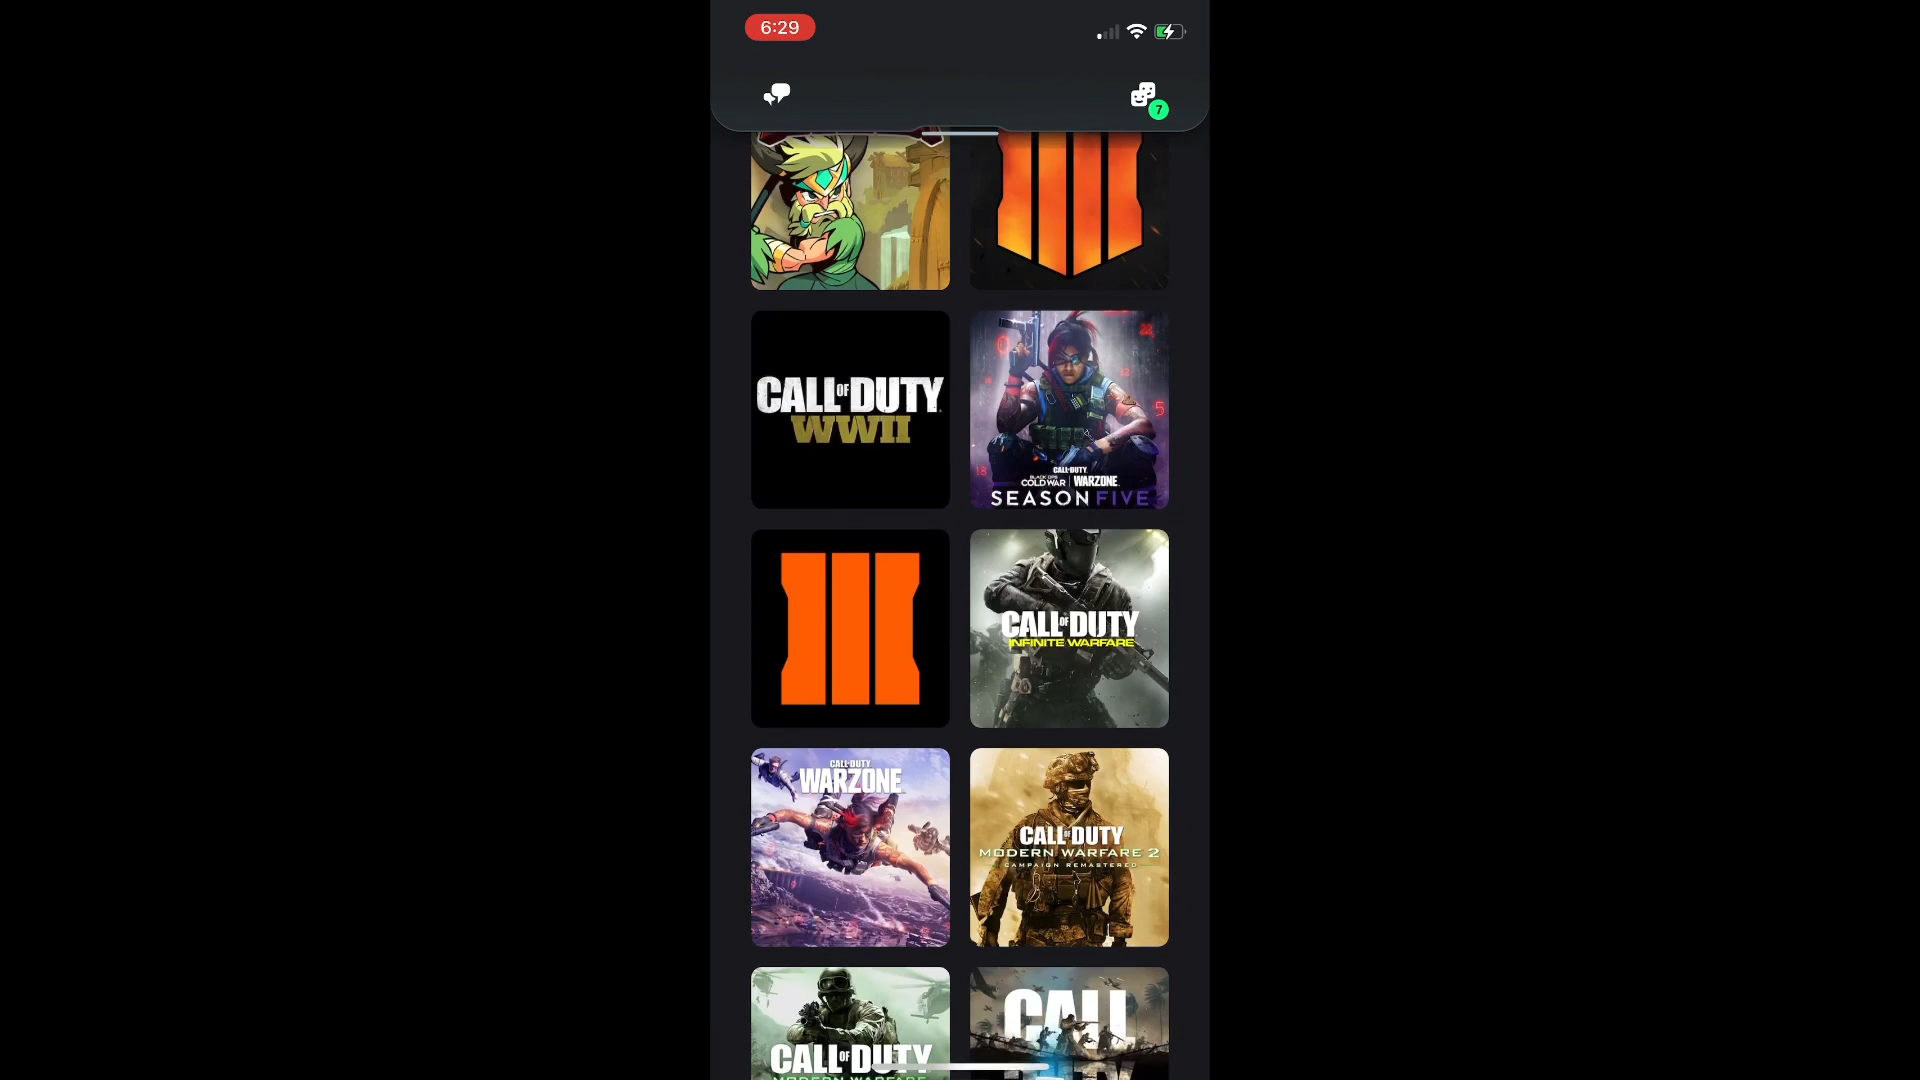 6:29
7
CALL OF DUTY
WWII
CALL OF DUTY
BLACK OPS
COLD WAR | WARZONE
SEASON FIVE
CALL OF DUTY
INFINITE WARFARE
CALL OF DUTY
WARZONE
CALL OF DUTY
MODERN WARFARE 2
CAMPAIGN REMASTERED
CALL OF DUTY
MODERN WARFARE
CALL